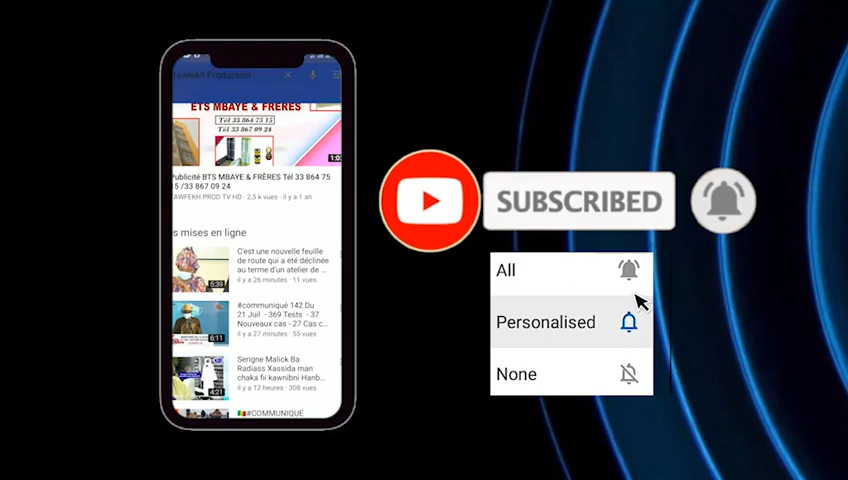 Tawfekh Production
ETS MBAYE & FRERES
Tél 33 864 75 15
Tél 33 867 09 24
Publicité BTS MBAYE & FRÈRES Tél 33 864 75
15 /33 867 09 24
TAWFEKH PROD TV HD · 2,5 k vues · il y a 1 an
s mises en ligne
C'est une nouvelle feuille
de route qui a été déclinée
au terme d'un atelier de ...
il y a 26 minutes · 11 vues
5:39
#communiqué 142 Du
21 Juil - 369 Tests - 37
Nouveaux cas - 27 Cas c...
il y a 27 minutes · 55 vues
6:11
Serigne Malick Ba
Radiass Xassida man
chaka fii kawnibni Hanb...
il y a 12 heures · 308 vues
4:21
#COMMUNIQUE
SUBSCRIBED
All
Personalised
None